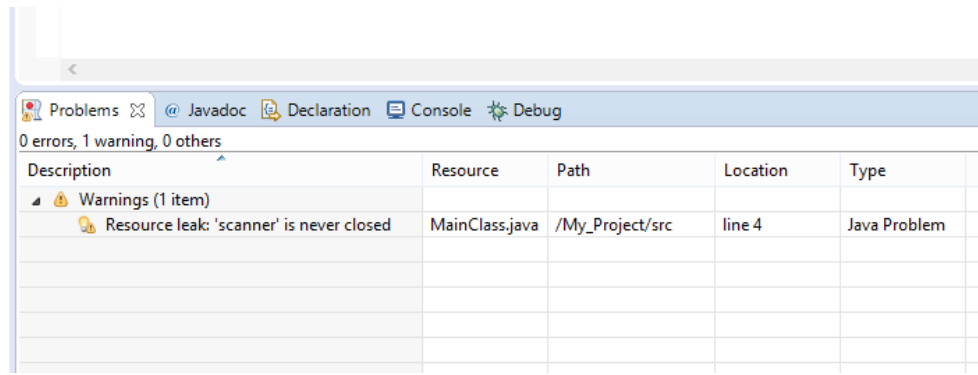 Problems @ Javadoc Declaration Console Debug
0 errors, 1 warning, 0 others
Description Resource Path Location Type
Warnings (1 item)
Resource leak: 'scanner' is never closed MainClass.java /My_Project/src line 4 Java Problem